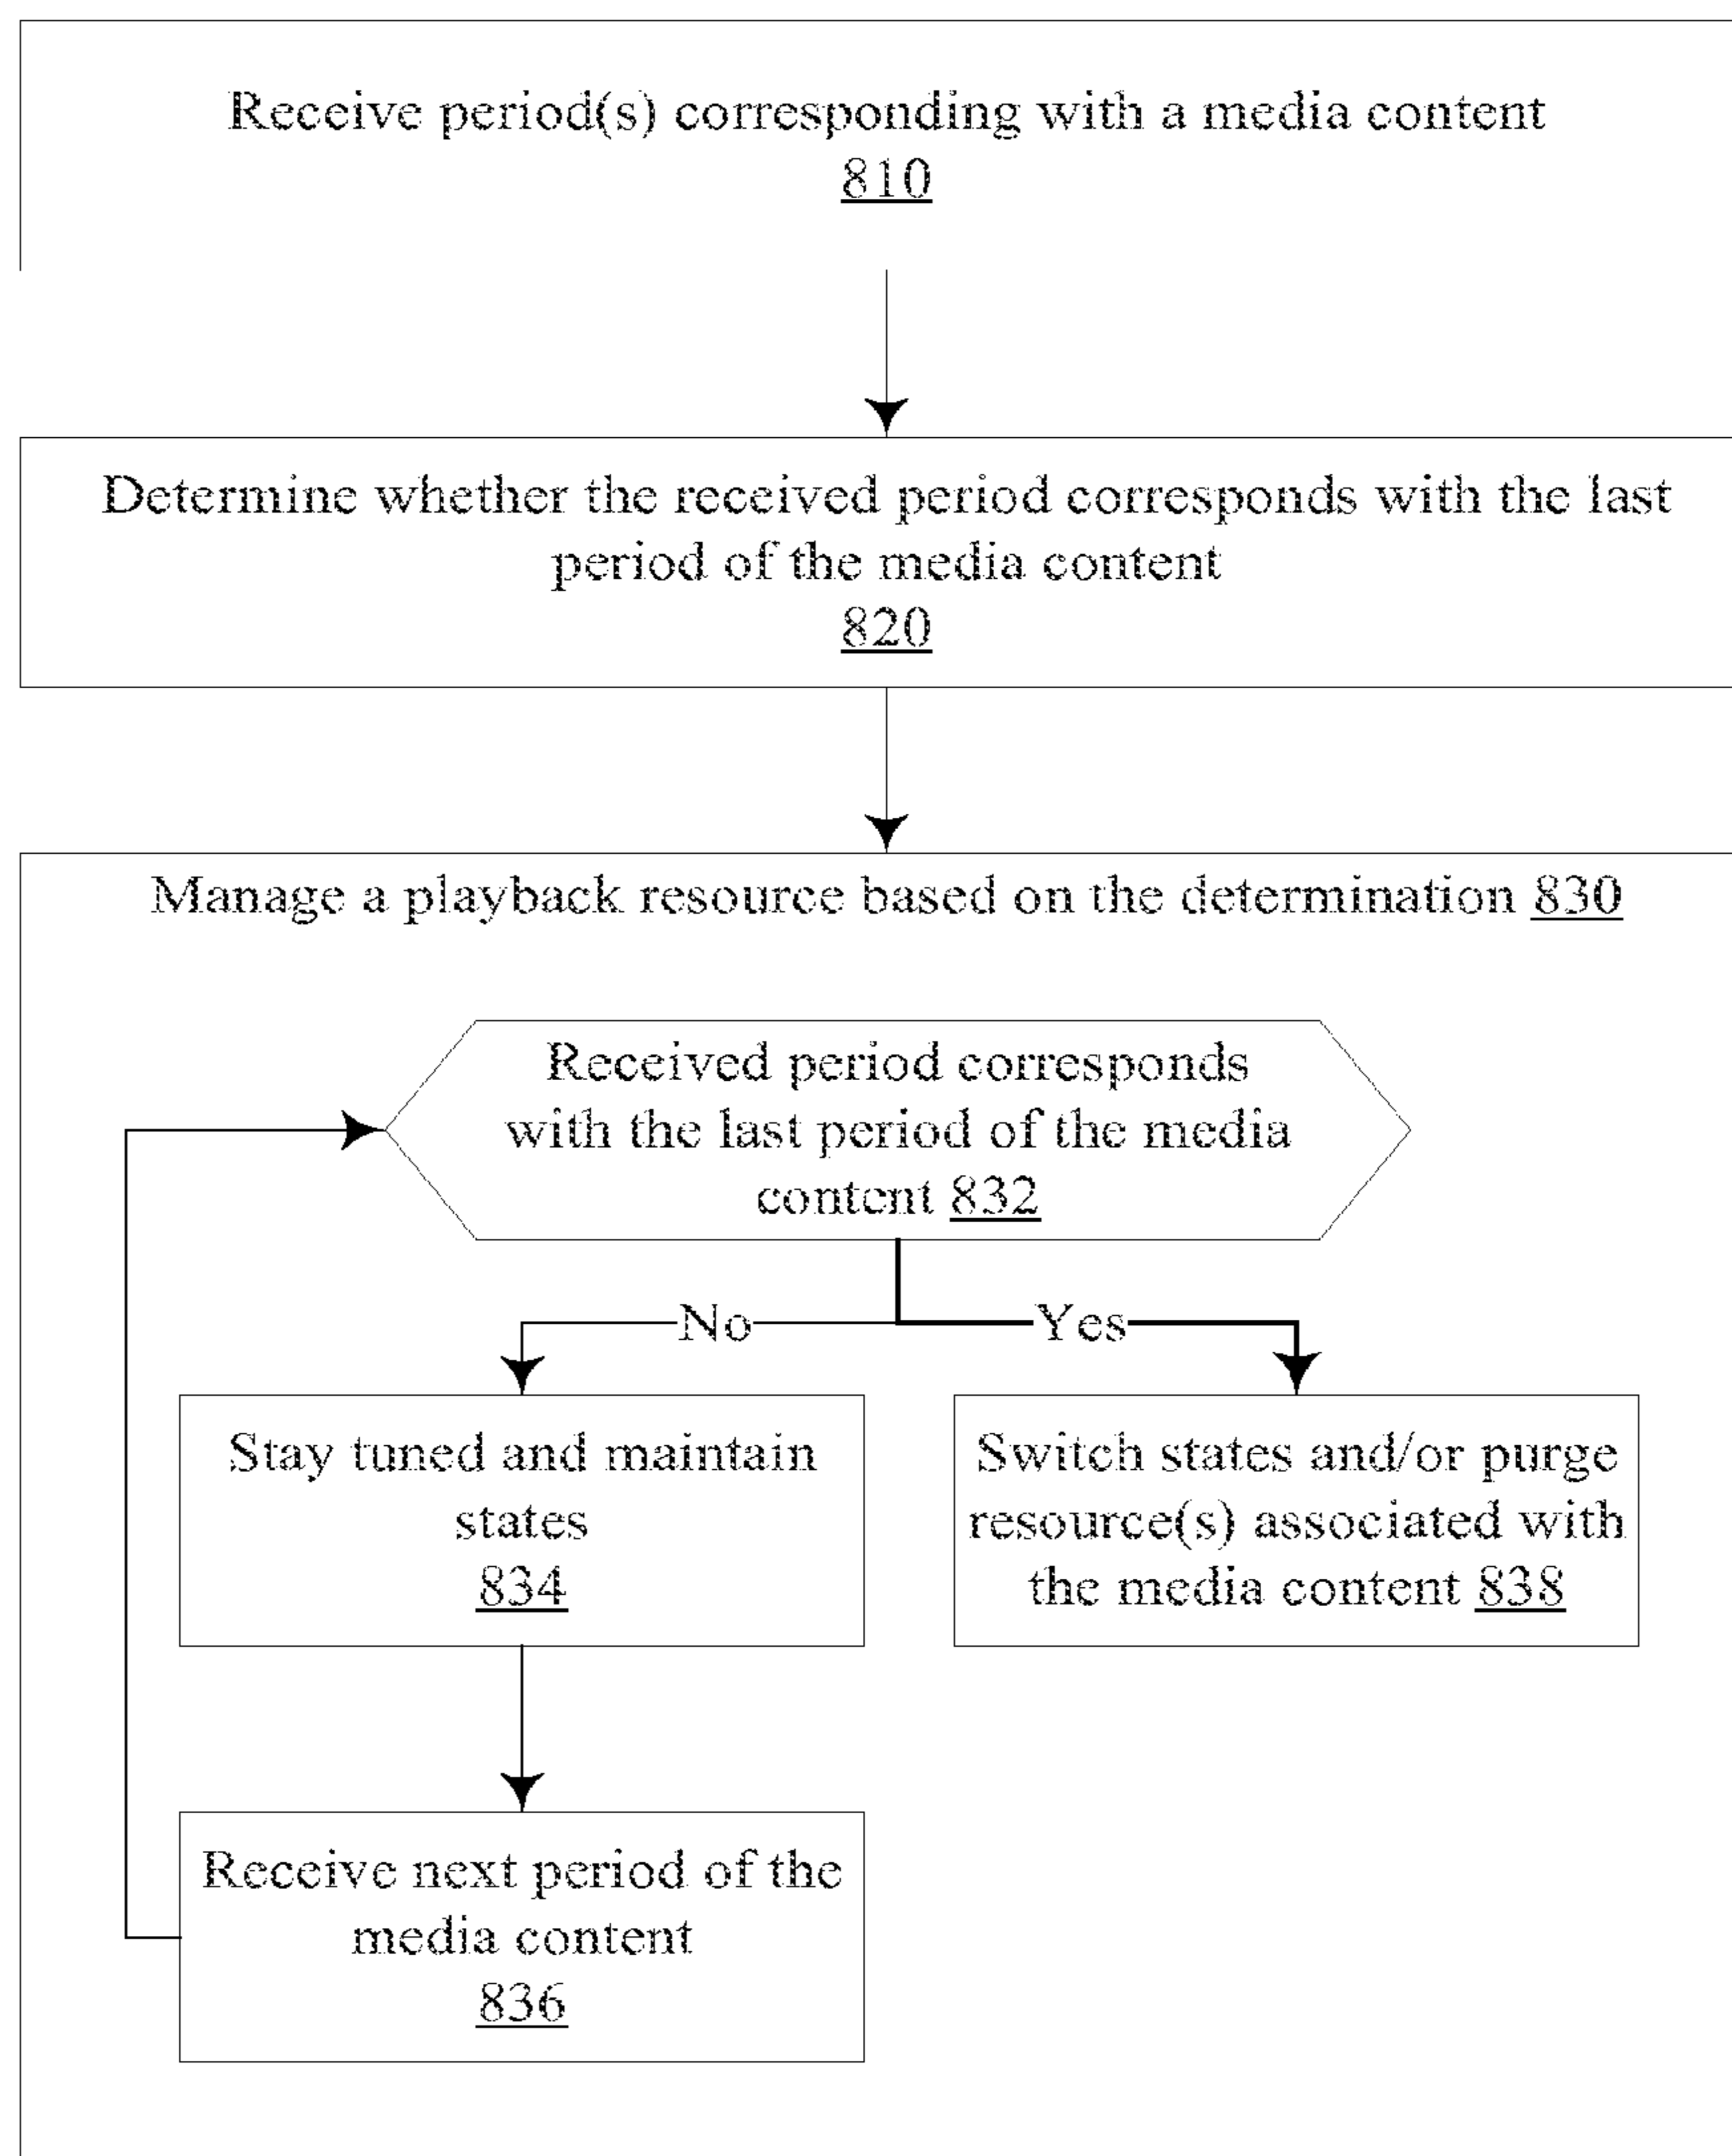 Receive period(s) corresponding with a media content
810
Determine whether the received period corresponds with the last
period of the media content
820
Manage a playback resource based on the determination 830
Received period corresponds
with the last period of the media
content 832
No
Yes
Stay tuned and maintain
states
834
Switch states and/or purge
resource(s) associated with
the media content 838
Receive next period of the
media content
836